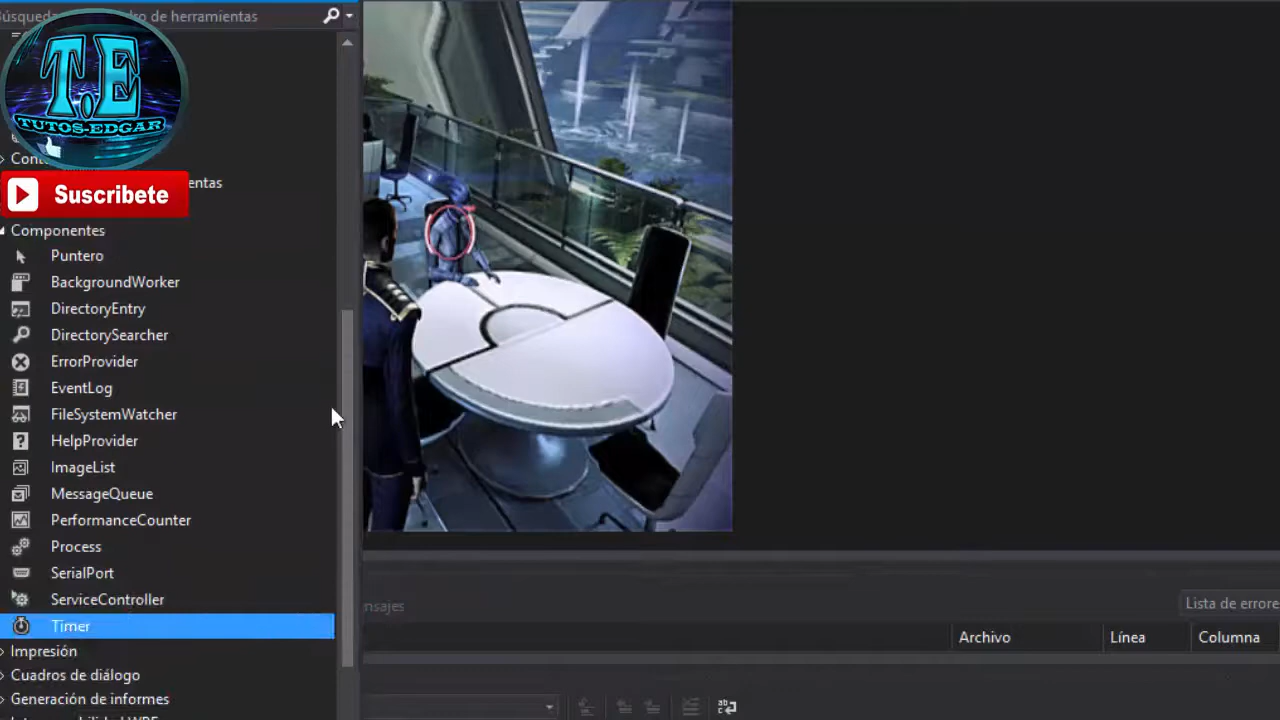 Búsqueda
ro de herramientas
T.E
TUTOS-EDGAR
entas
Suscribete
Componentes
Puntero
BackgroundWorker
DirectoryEntry
DirectorySearcher
ErrorProvider
EventLog
FileSystemWatcher
HelpProvider
ImageList
MessageQueue
PerformanceCounter
Process
SerialPort
ServiceController
Timer
Impresión
Cuadros de diálogo
Generación de informes
nsajes
Lista de errore
Archivo
Línea
Columna